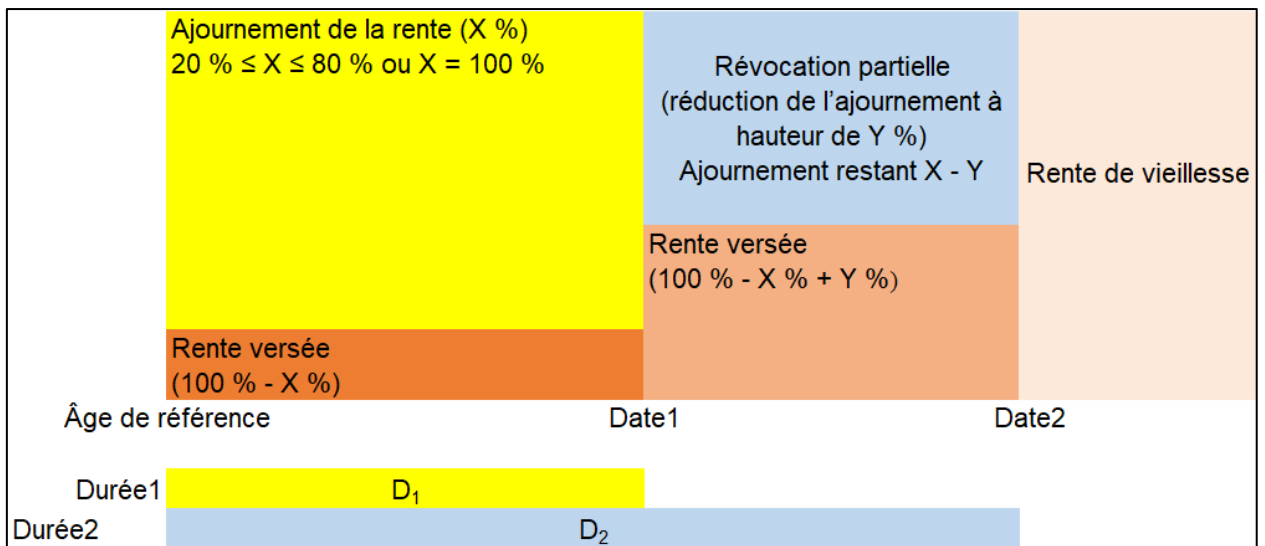 Ajournement de la rente (X %)
20 % ≤ X ≤ 80 % ou X = 100 %
Révocation partielle
(réduction de l’ajournement à
hauteur de Y %)
Ajournement restant X - Y
Rente de vieillesse
Rente versée
(100 % - X % + Y %)
Rente versée
(100 % - X %)
Âge de référence
Date1
Date2
Durée1
D₁
Durée2
D₂